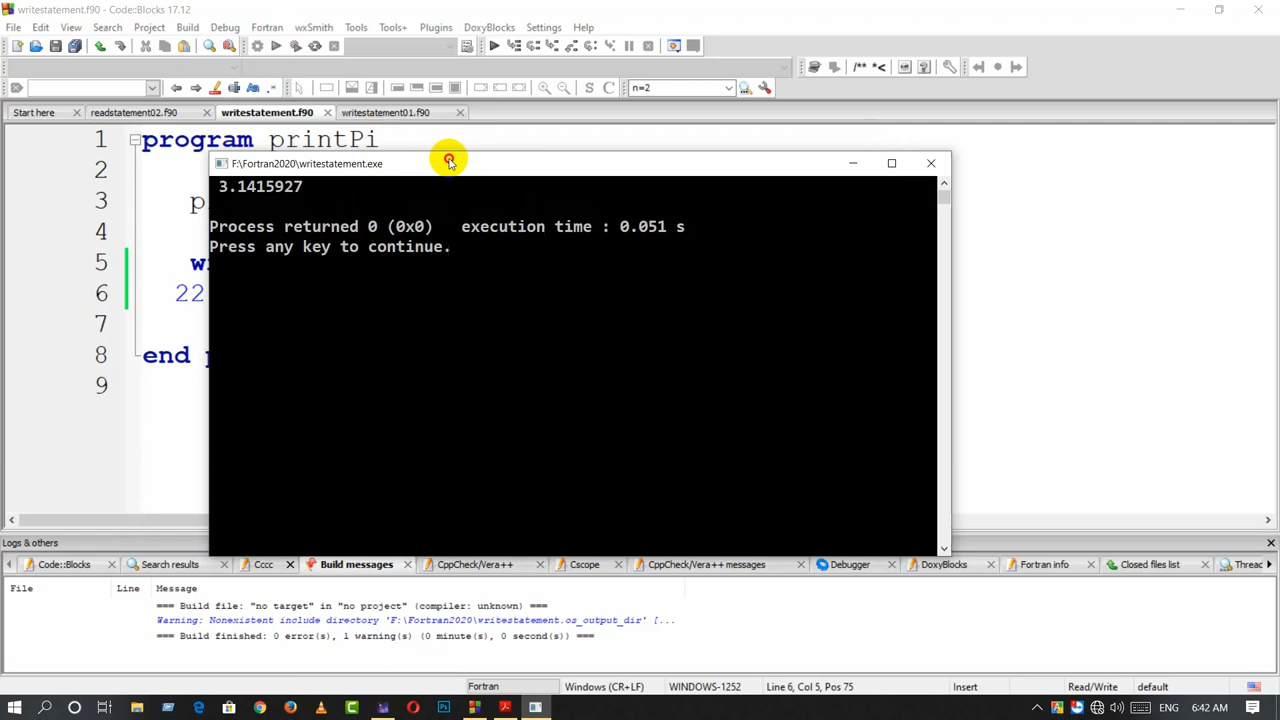 writestatement.f90 - Code::Blocks 17.12
File Edit View Search Project Build Debug Fortran wxSmith Tools Tools+ Plugins DoxyBlocks Settings Help
/** *<
S C n=2
Start here readstatement02.f90 writestatement.f90 writestatement01.f90
1 program printPi
F:\Fortran2020\writestatement.exe
2
3.1415927
3 p
4 Process returned 0 (0x0) execution time : 0.051 s
Press any key to continue.
5
6 22
7
8 end
9
Logs & others
Code::Blocks Search results Cccc Build messages CppCheck/Vera++ Cscope CppCheck/Vera++ messages Debugger DoxyBlocks Fortran info Closed files list Threa
File Line Message
=== Build file: "no target" in "no project" (compiler: unknown) ===
Warning: Nonexistent include directory 'F:\Fortran2020\writestatement.os_output_dir' [...
=== Build finished: 0 error(s), 1 warning(s) (0 minute(s), 0 second(s)) ===
Fortran Windows (CR+LF) WINDOWS-1252 Line 6, Col 5, Pos 75 Insert Read/Write default
ENG 6:42 AM